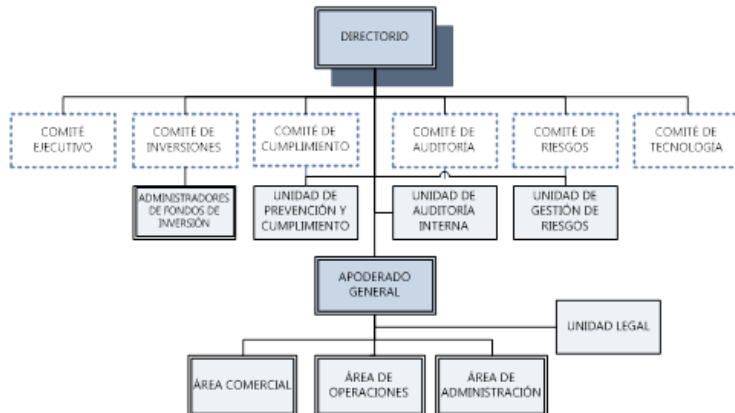 DIRECTORIO
COMITÉ
EJECUTIVO
COMITÉ DE
INVERSIONES
COMITÉ DE
CUMPLIMIENTO
COMITÉ DE
AUDITORÍA
COMITÉ DE
RIESGOS
COMITÉ DE
TECNOLOGIA
ADMINISTRADORES
DE FONDOS DE
INVERSIÓN
UNIDAD DE
PREVENCIÓN Y
CUMPLIMIENTO
UNIDAD DE
AUDITORÍA
INTERNA
UNIDAD DE
GESTIÓN DE
RIESGOS
APODERADO
GENERAL
UNIDAD LEGAL
ÁREA COMERCIAL
ÁREA DE
OPERACIONES
ÁREA DE
ADMINISTRACIÓN